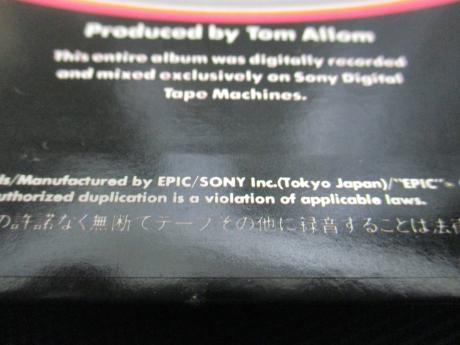 Produced by Tom Allom
This entire album was digitally recorded
and mixed exclusively on Sony Digital
Tape Machines.
ds/Manufactured by EPIC/SONY Inc.(Tokyo Japan)/"EPIC"
authorized duplication is a violation of applicable laws.
の許諾なく無断でテープその他に録音することは法